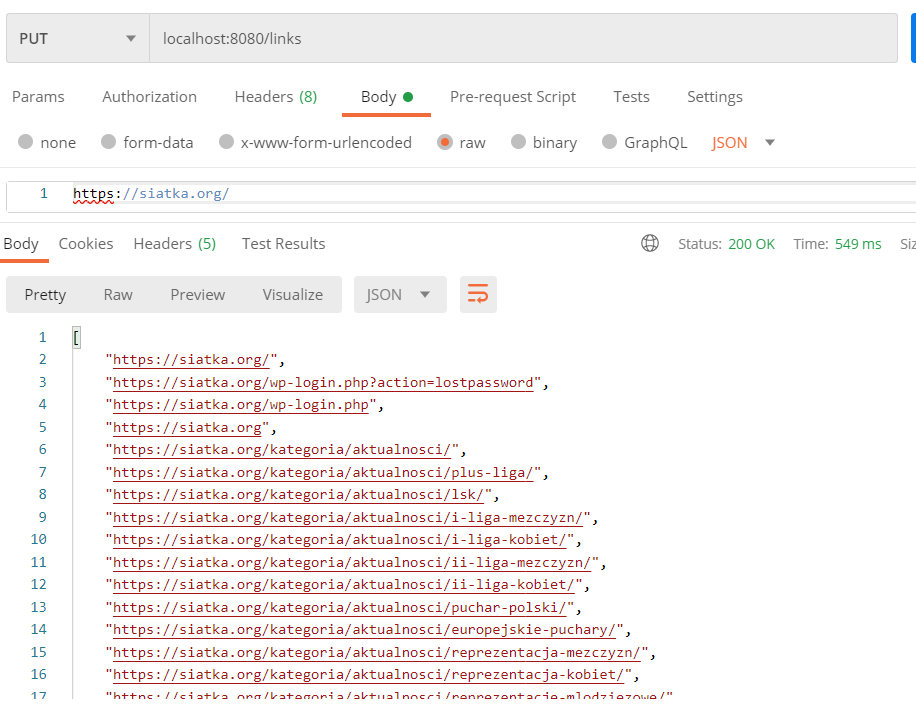 PUT localhost:8080/links
Params Authorization Headers (8) Body Pre-request Script Tests Settings
none form-data x-www-form-urlencoded raw binary GraphQL JSON
1 https://siatka.org/
Body Cookies Headers (5) Test Results Status: 200 OK Time: 549 ms
Pretty Raw Preview Visualize JSON
1 [
2 "https://siatka.org/",
3 "https://siatka.org/wp-login.php?action=lostpassword",
4 "https://siatka.org/wp-login.php",
5 "https://siatka.org",
6 "https://siatka.org/kategoria/aktualnosci/",
7 "https://siatka.org/kategoria/aktualnosci/plus-liga/",
8 "https://siatka.org/kategoria/aktualnosci/lsk/",
9 "https://siatka.org/kategoria/aktualnosci/i-liga-mezczyzn/",
10 "https://siatka.org/kategoria/aktualnosci/i-liga-kobiet/",
11 "https://siatka.org/kategoria/aktualnosci/ii-liga-mezczyzn/",
12 "https://siatka.org/kategoria/aktualnosci/ii-liga-kobiet/",
13 "https://siatka.org/kategoria/aktualnosci/puchar-polski/",
14 "https://siatka.org/kategoria/aktualnosci/europejskie-puchary/",
15 "https://siatka.org/kategoria/aktualnosci/reprezentacja-mezczyzn/",
16 "https://siatka.org/kategoria/aktualnosci/reprezentacja-kobiet/",
17 "https://siatka.org/kategoria/aktualnosci/reprezentacje-mlodziezowe/"